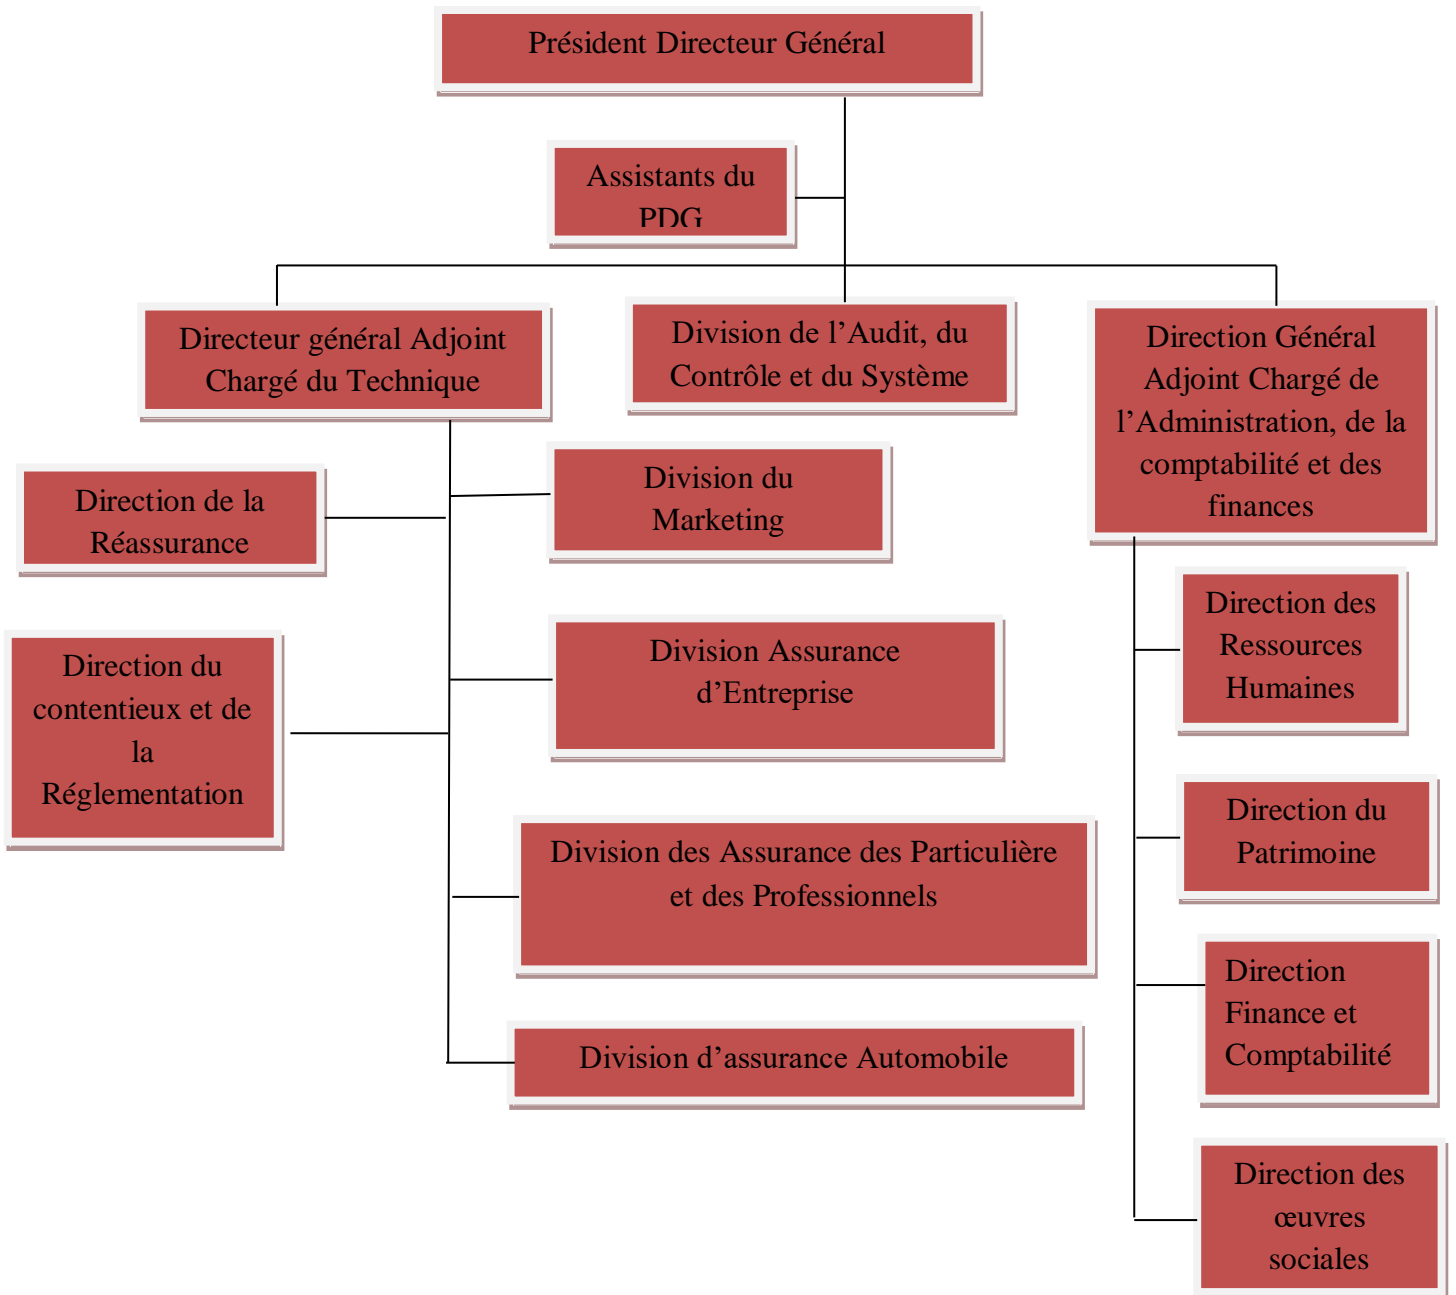 Président Directeur Général
Assistants du
PDG
Directeur général Adjoint
Chargé du Technique
Division de l’Audit, du
Contrôle et du Système
Direction Général
Adjoint Chargé de
l’Administration, de la
comptabilité et des
finances
Direction de la
Réassurance
Division du
Marketing
Direction des
Ressources
Humaines
Direction du
contentieux et de
la
Réglementation
Division Assurance
d’Entreprise
Direction du
Patrimoine
Division des Assurance des Particulière
et des Professionnels
Direction
Finance et
Comptabilité
Division d’assurance Automobile
Direction des
œuvres
sociales